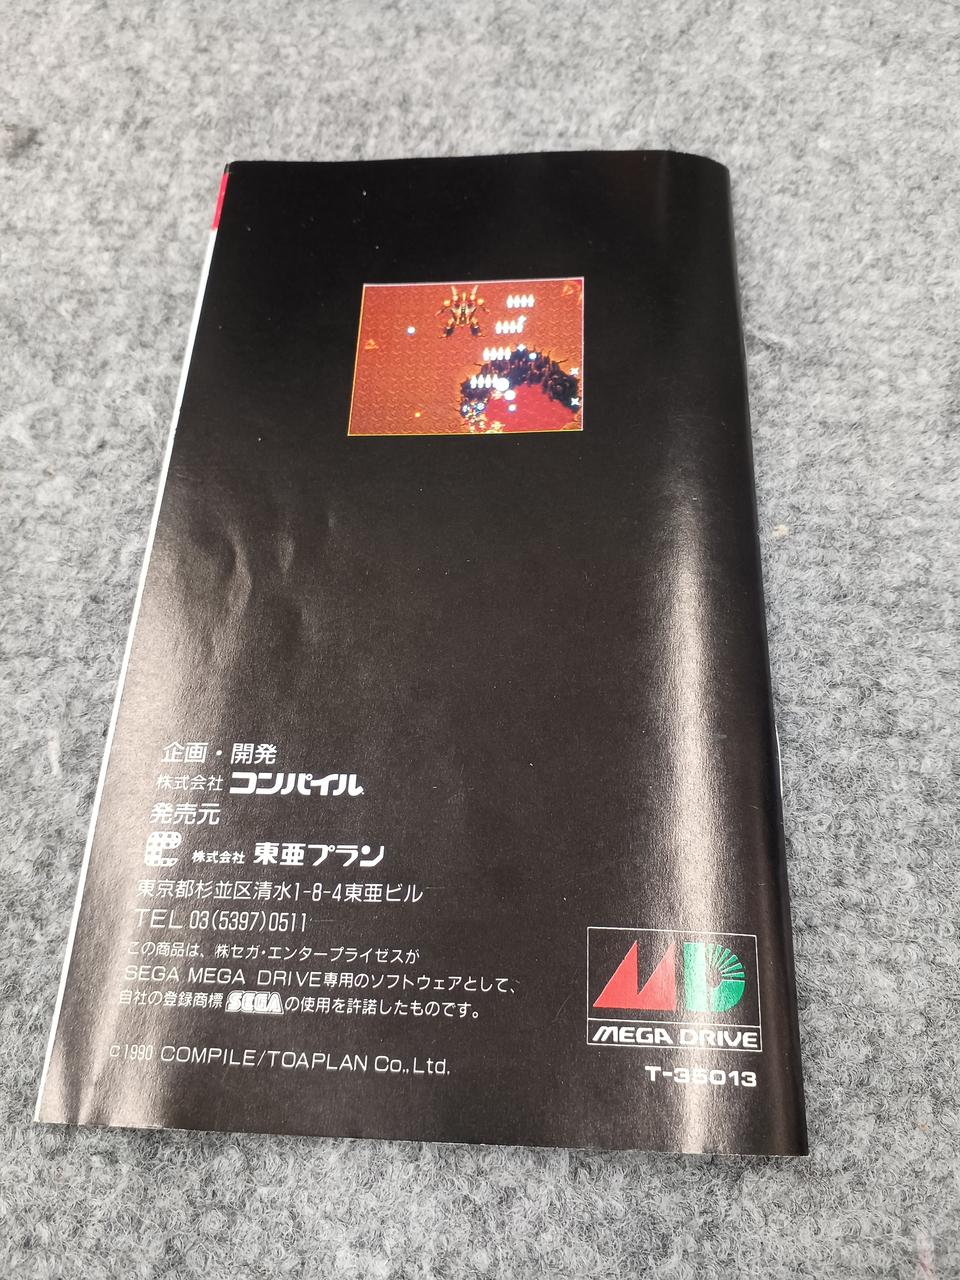 企画・開発
株式会社 コンパイル
発売元
株式会社 東亜プラン
東京都杉並区清水1-8-4東亜ビル
TEL 03(5397)0511
この商品は、㈱セガ・エンタープライゼスが
SEGA MEGA DRIVE専用のソフトウェアとして、
自社の登録商標SEGAの使用を許諾したものです。
©1990 COMPILE/TOAPLAN Co., Ltd.
MEGA DRIVE
T-35013